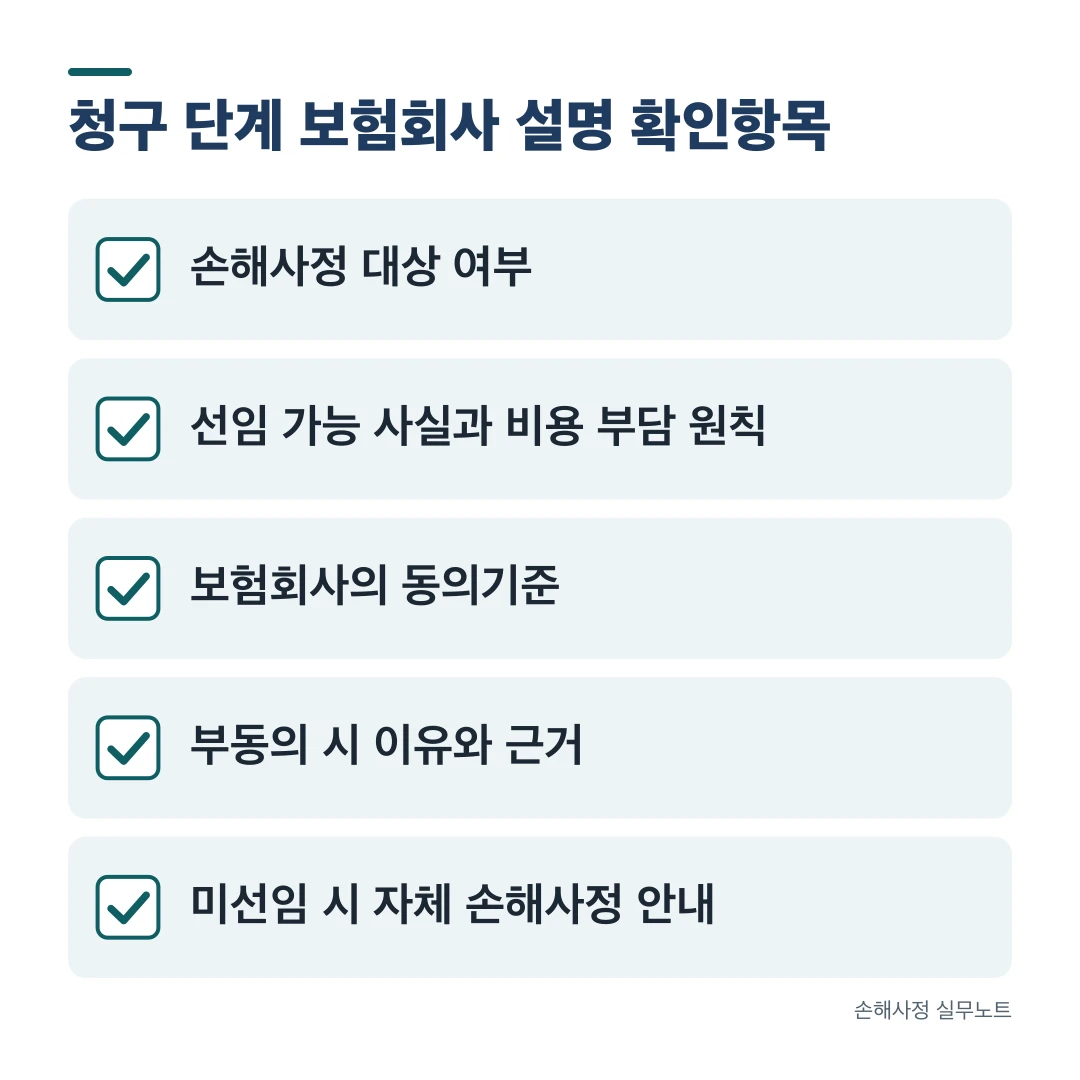 청구 단계 보험회사 설명 확인항목
손해사정 대상 여부
선임 가능 사실과 비용 부담 원칙
보험회사의 동의기준
부동의 시 이유와 근거
미선임 시 자체 손해사정 안내
손해사정 실무노트